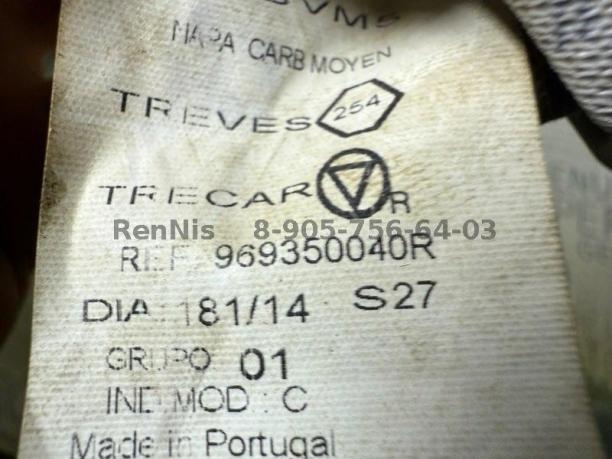 NAPA CARB MOYEN
TREVES 254
TRECAR R
RenNis 8-905-756-64-03
REF. 969350040R
DIA: 181/14 S27
GRUPO 01
IND.MOD : C
Made in Portugal